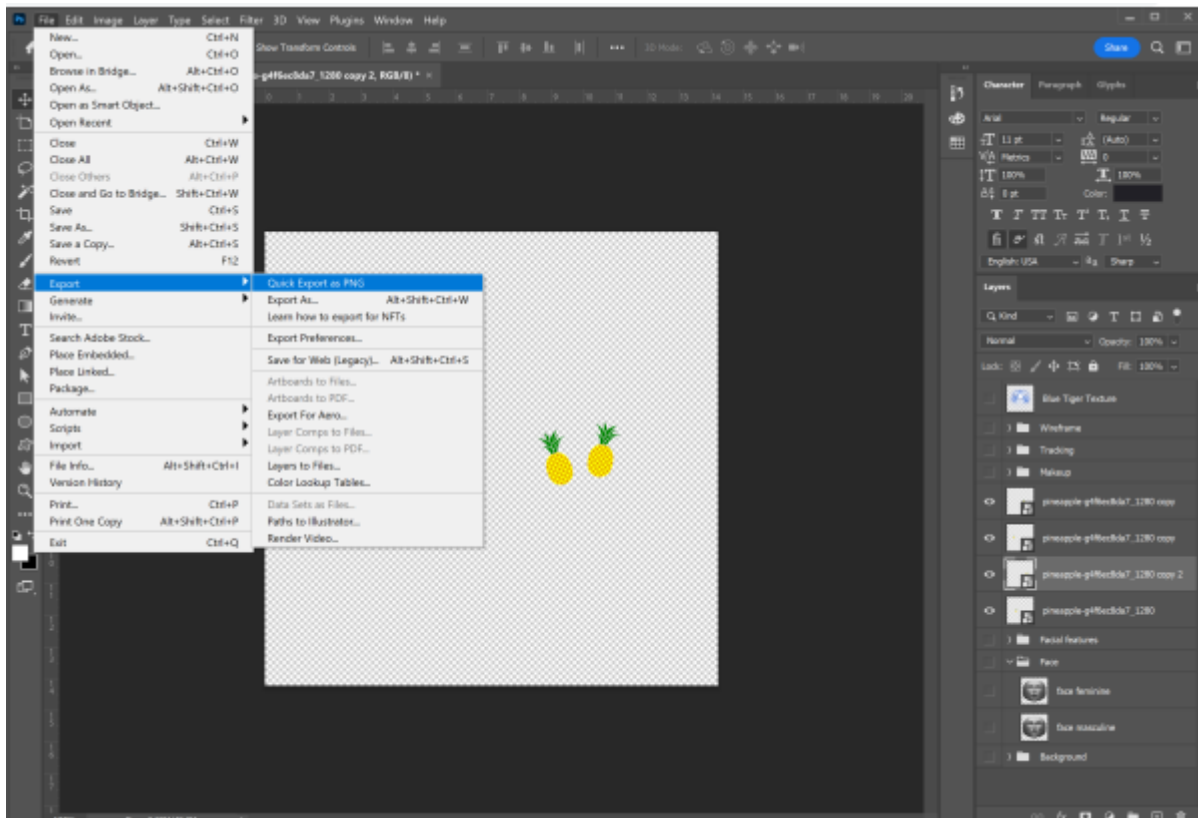 Ps File Edit Image Layer Type Select Filter 3D View Plugins Window Help
Show Transform Controls 3D Mode: Share
-g4f6ec8da7_1280 copy 2, RGB/8) * ×
New... Ctrl+N
Open... Ctrl+O
Browse in Bridge... Alt+Ctrl+O
Open As... Alt+Shift+Ctrl+O
Open as Smart Object...
Open Recent
Close Ctrl+W
Close All Alt+Ctrl+W
Close Others Alt+Ctrl+P
Close and Go to Bridge... Shift+Ctrl+W
Save Ctrl+S
Save As... Shift+Ctrl+S
Save a Copy... Alt+Ctrl+S
Revert F12
Export
Generate
Invite...
Search Adobe Stock...
Place Embedded...
Place Linked...
Package...
Automate
Scripts
Import
File Info... Alt+Shift+Ctrl+I
Version History
Print... Ctrl+P
Print One Copy Alt+Shift+Ctrl+P
Exit Ctrl+Q
Quick Export as PNG
Export As... Alt+Shift+Ctrl+W
Learn how to export for NFTs
Export Preferences...
Save for Web (Legacy)... Alt+Shift+Ctrl+S
Artboards to Files...
Artboards to PDF...
Export For Aero...
Layer Comps to Files...
Layer Comps to PDF...
Layers to Files...
Color Lookup Tables...
Data Sets as Files...
Paths to Illustrator...
Render Video...
Character Paragraph Glyphs
Arial Regular
11 pt (Auto)
Metrics 0
100% 100%
0 pt Color:
English: USA Sharp
Layers
Kind
Normal Opacity: 100%
Lock: Fill: 100%
Blue Tiger Texture
Wireframe
Tracking
Makeup
pineapple-g4f6ec8da7_1280 copy
pineapple-g4f6ec8da7_1280 copy
pineapple-g4f6ec8da7_1280 copy 2
pineapple-g4f6ec8da7_1280
Facial features
Face
face feminine
face masculine
Background